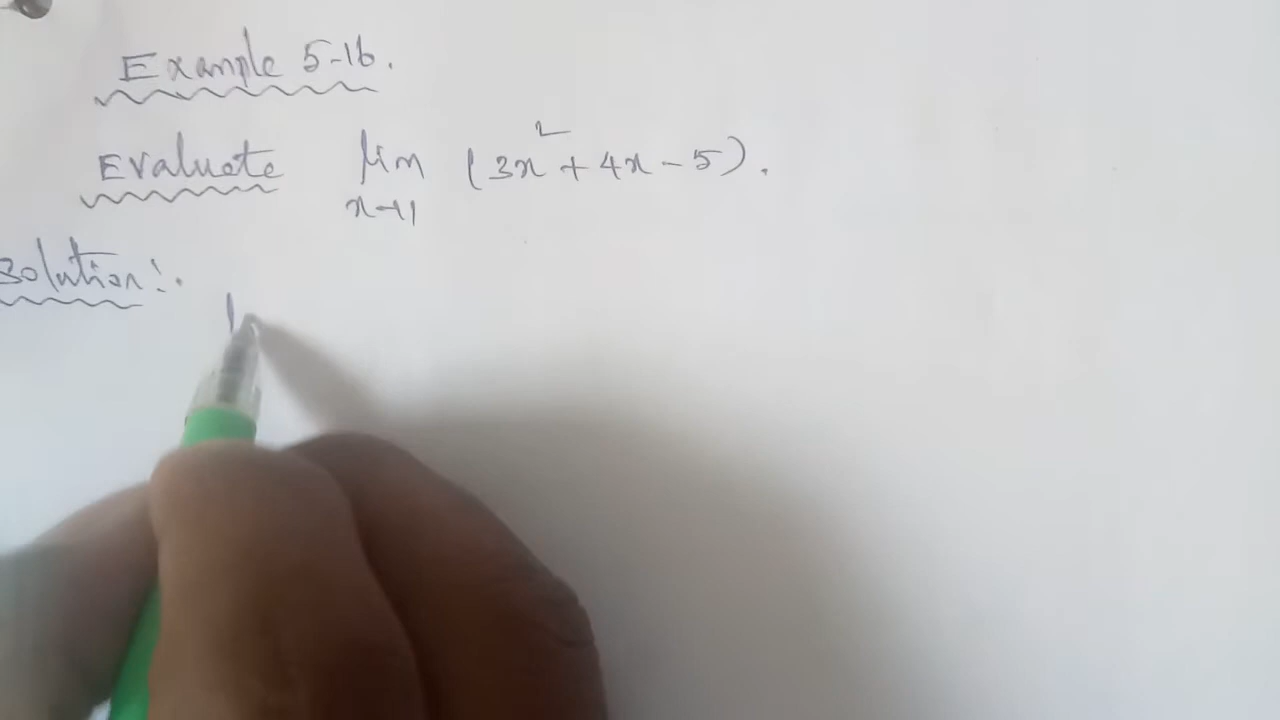 Example 5-16.
Evaluate lim (3x² + 4x - 5).
x→1
Solution:.